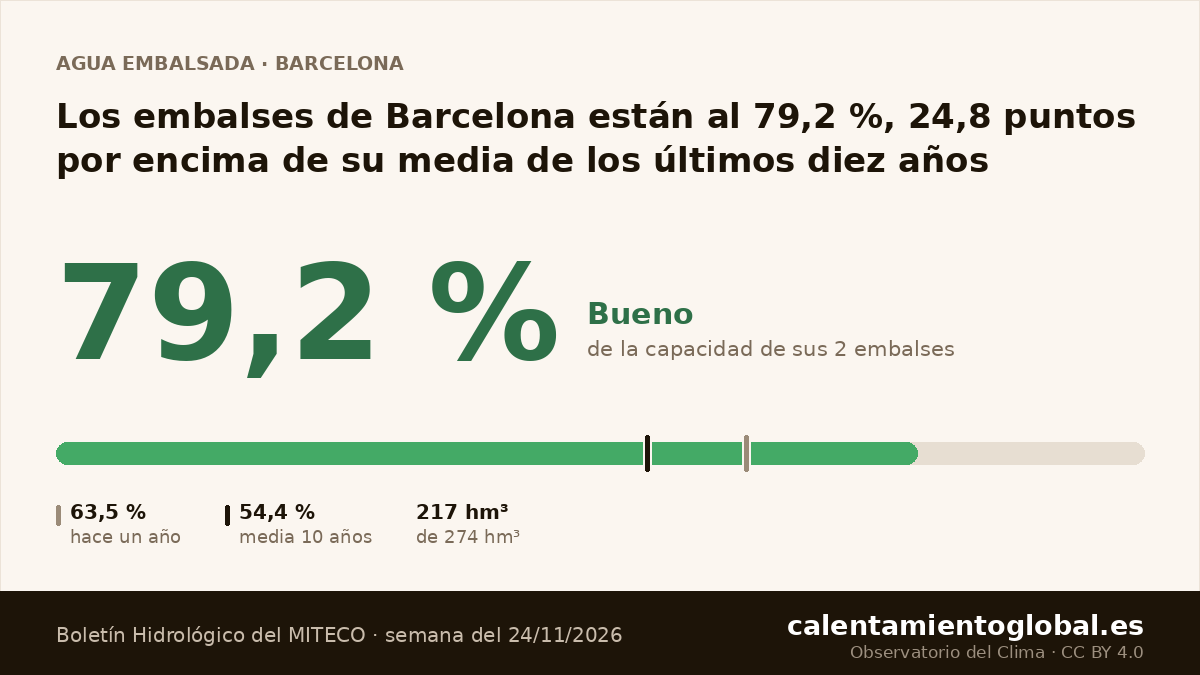 AGUA EMBALSADA · BARCELONA
Los embalses de Barcelona están al 79,2 %, 24,8 puntos
por encima de su media de los últimos diez años
79,2 %
Bueno
de la capacidad de sus 2 embalses
63,5 %
hace un año
54,4 %
media 10 años
217 hm³
de 274 hm³
Boletín Hidrológico del MITECO · semana del 24/11/2026
calentamientoglobal.es
Observatorio del Clima · CC BY 4.0